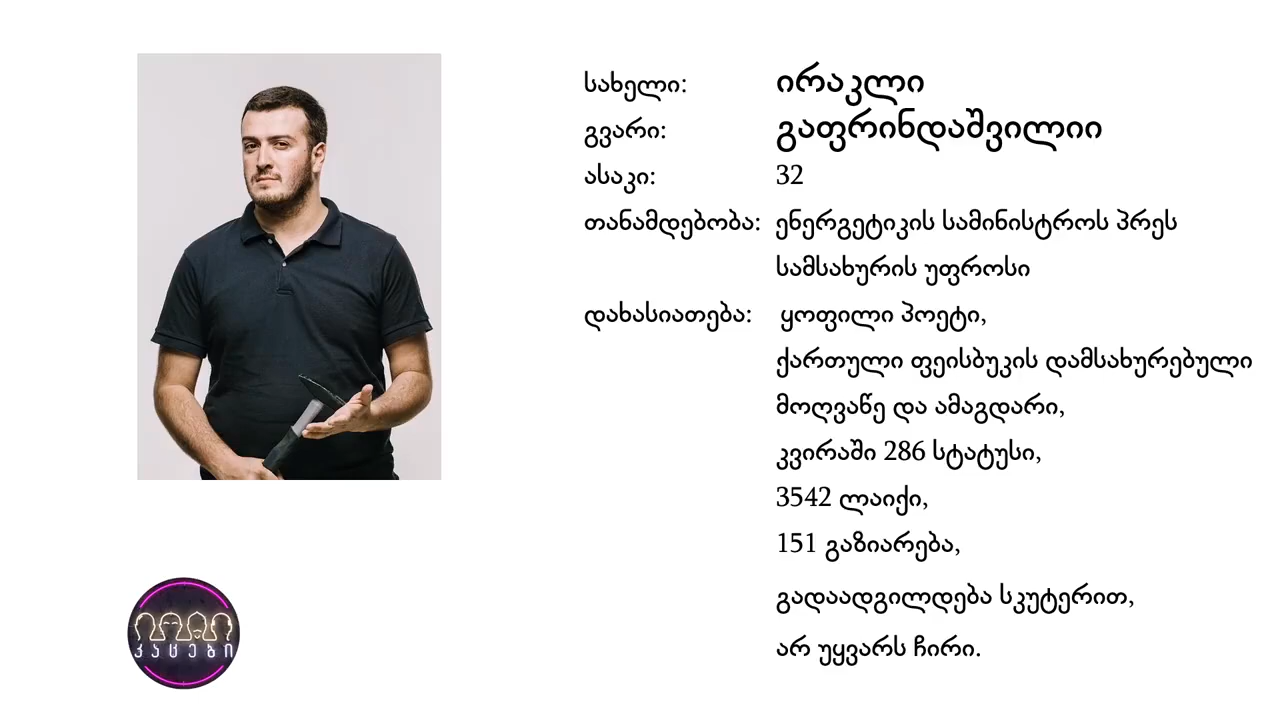 სახელი: ირაკლი
გვარი: გაფრინდაშვილიი
ასაკი: 32
თანამდებობა: ენერგეტიკის სამინისტროს პრეს
სამსახურის უფროსი
დახასიათება: ყოფილი პოეტი,
ქართული ფეისბუკის დამსახურებული
მოღვაწე და ამაგდარი,
კვირაში 286 სტატუსი,
3542 ლაიქი,
151 გაზიარება,
გადაადგილდება სკუტერით,
არ უყვარს ჩირი.
კაცები